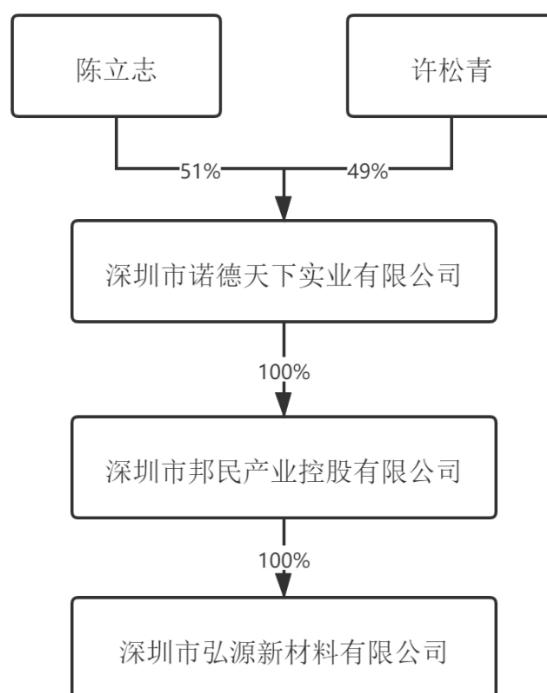 陈立志
许松青
51%
49%
深圳市诺德天下实业有限公司
100%
深圳市邦民产业控股有限公司
100%
深圳市弘源新材料有限公司